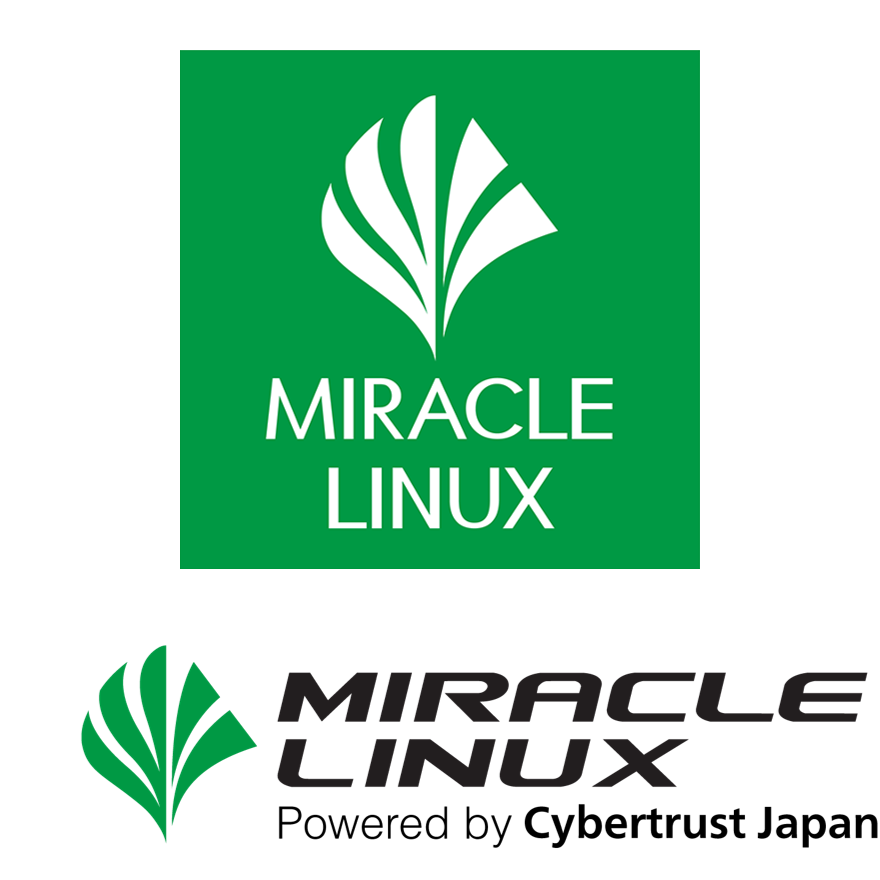 MIRACLE
LINUX
MIRACLE
LINUX
Powered by Cybertrust Japan